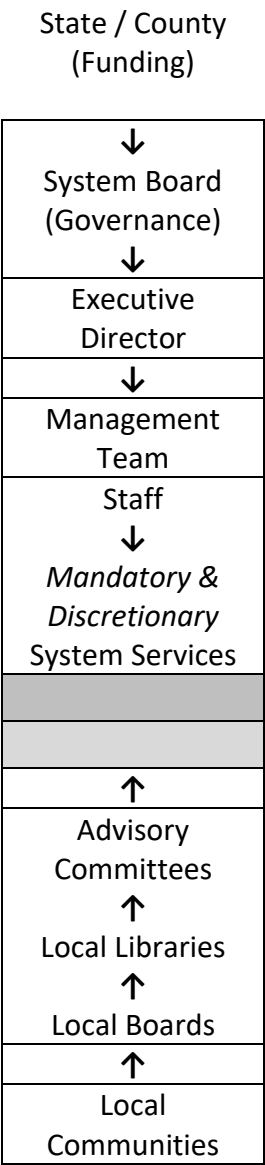 State / County
(Funding)
↓
System Board
(Governance)
↓
Executive
Director
↓
Management
Team
Staff
↓
Mandatory &
Discretionary
System Services
↑
Advisory
Committees
↑
Local Libraries
↑
Local Boards
↑
Local
Communities